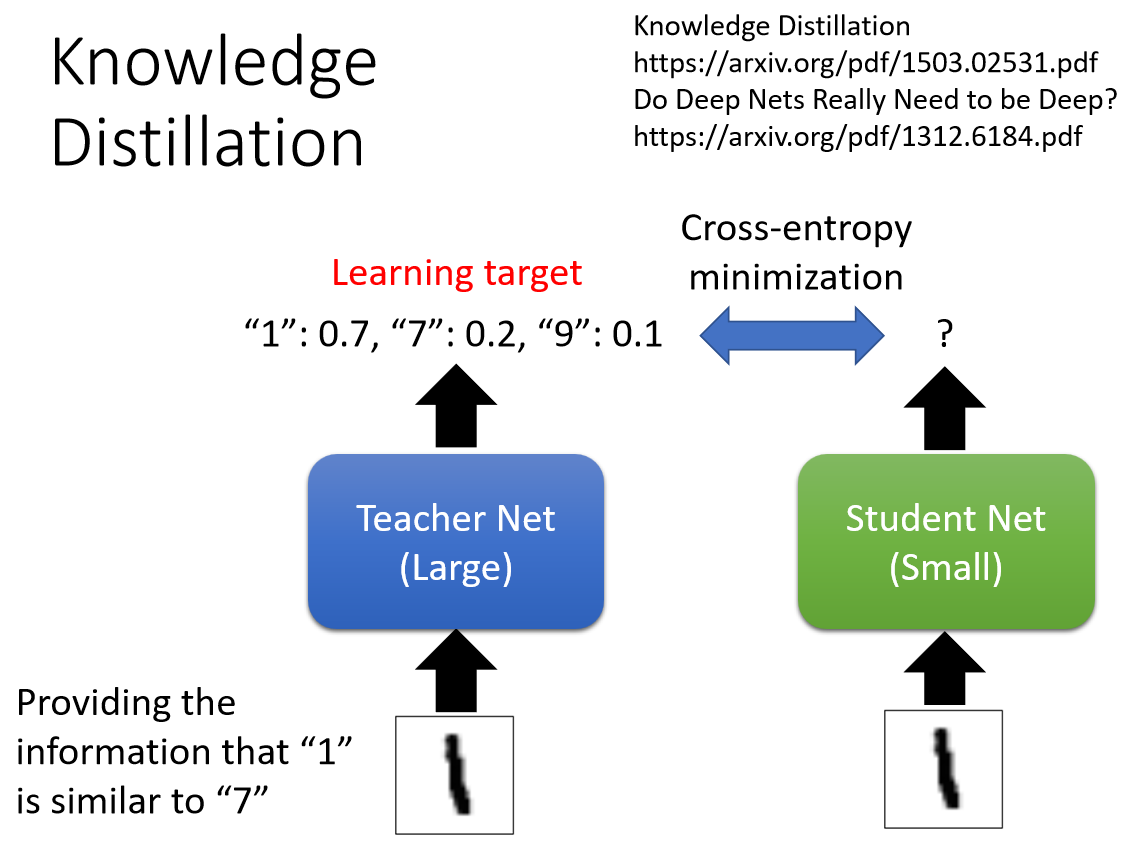 Knowledge
Distillation
Knowledge Distillation
https://arxiv.org/pdf/1503.02531.pdf
Do Deep Nets Really Need to be Deep?
https://arxiv.org/pdf/1312.6184.pdf
Cross-entropy
minimization
Learning target
“1”: 0.7, “7”: 0.2, “9”: 0.1
?
Teacher Net
(Large)
Student Net
(Small)
Providing the
information that “1”
is similar to “7”